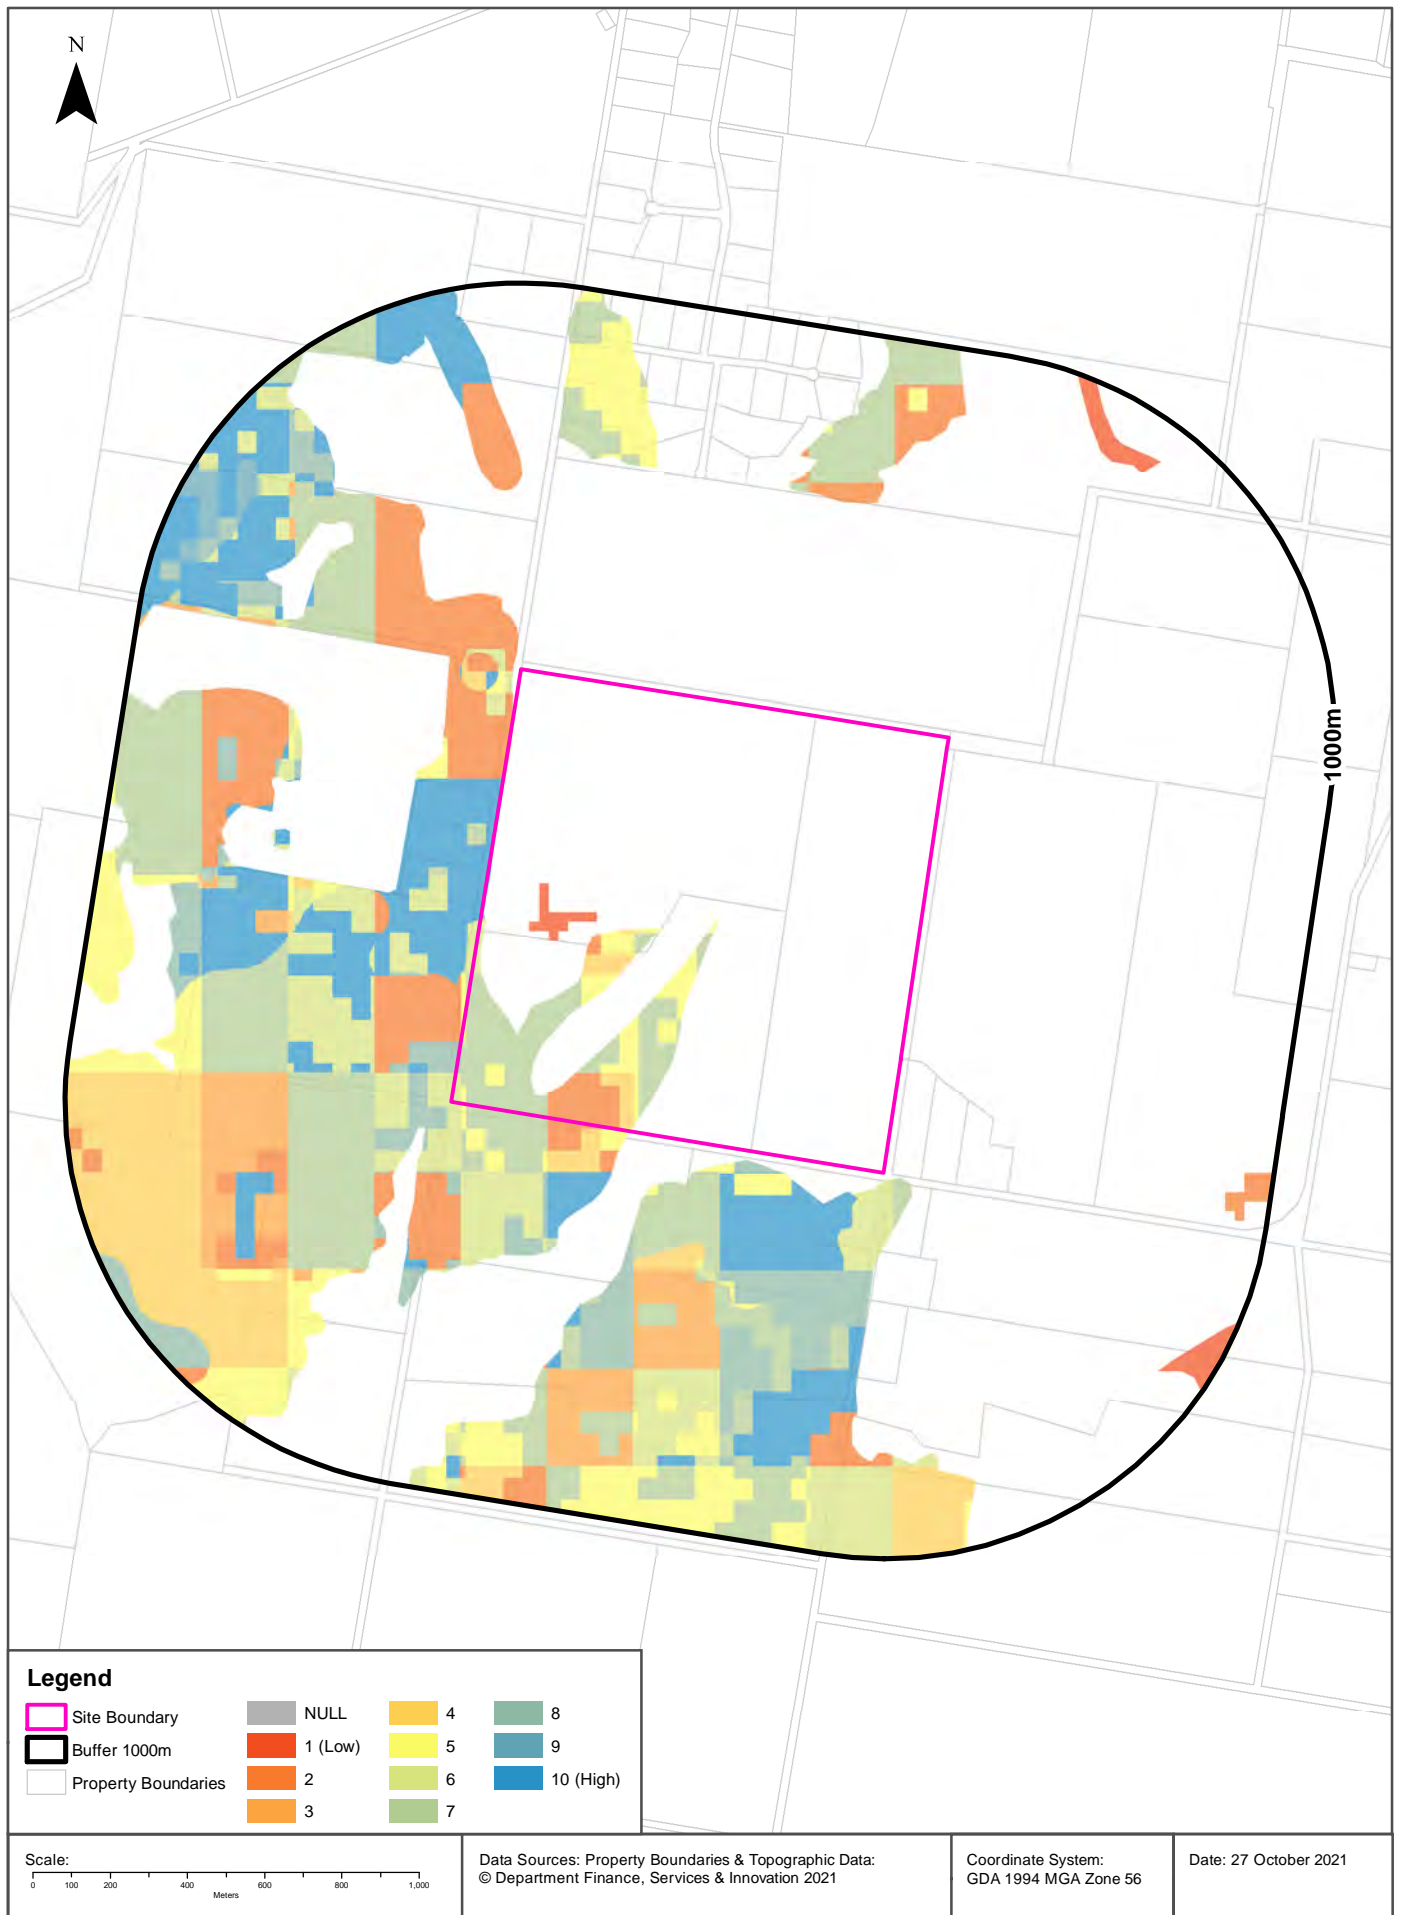 N
1000m
Legend
Site Boundary
Buffer 1000m
Property Boundaries
NULL
1 (Low)
2
3
4
5
6
7
8
9
10 (High)
Scale:
0 100 200 400 600 800 1,000
Meters
Data Sources: Property Boundaries & Topographic Data:
© Department Finance, Services & Innovation 2021
Coordinate System:
GDA 1994 MGA Zone 56
Date: 27 October 2021